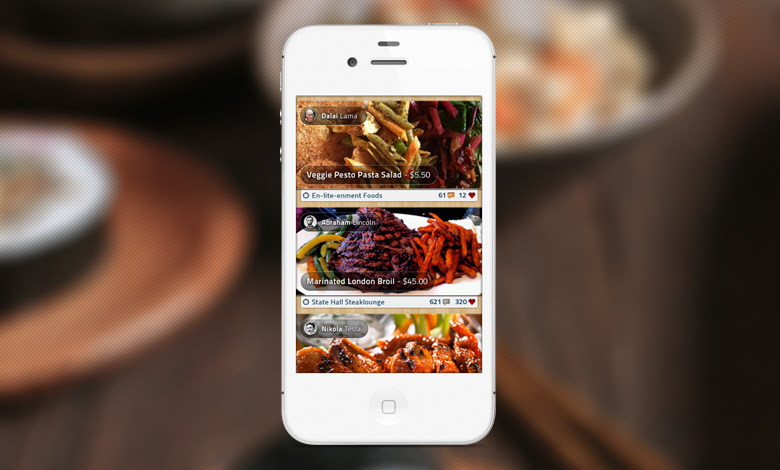 Dalai Lama
Veggie Pesto Pasta Salad - $5.50
En-lite-enment Foods 61 12
Abraham Lincoln
Marinated London Broil - $45.00
State Hall Steaklounge 621 320
Nikola Tesla